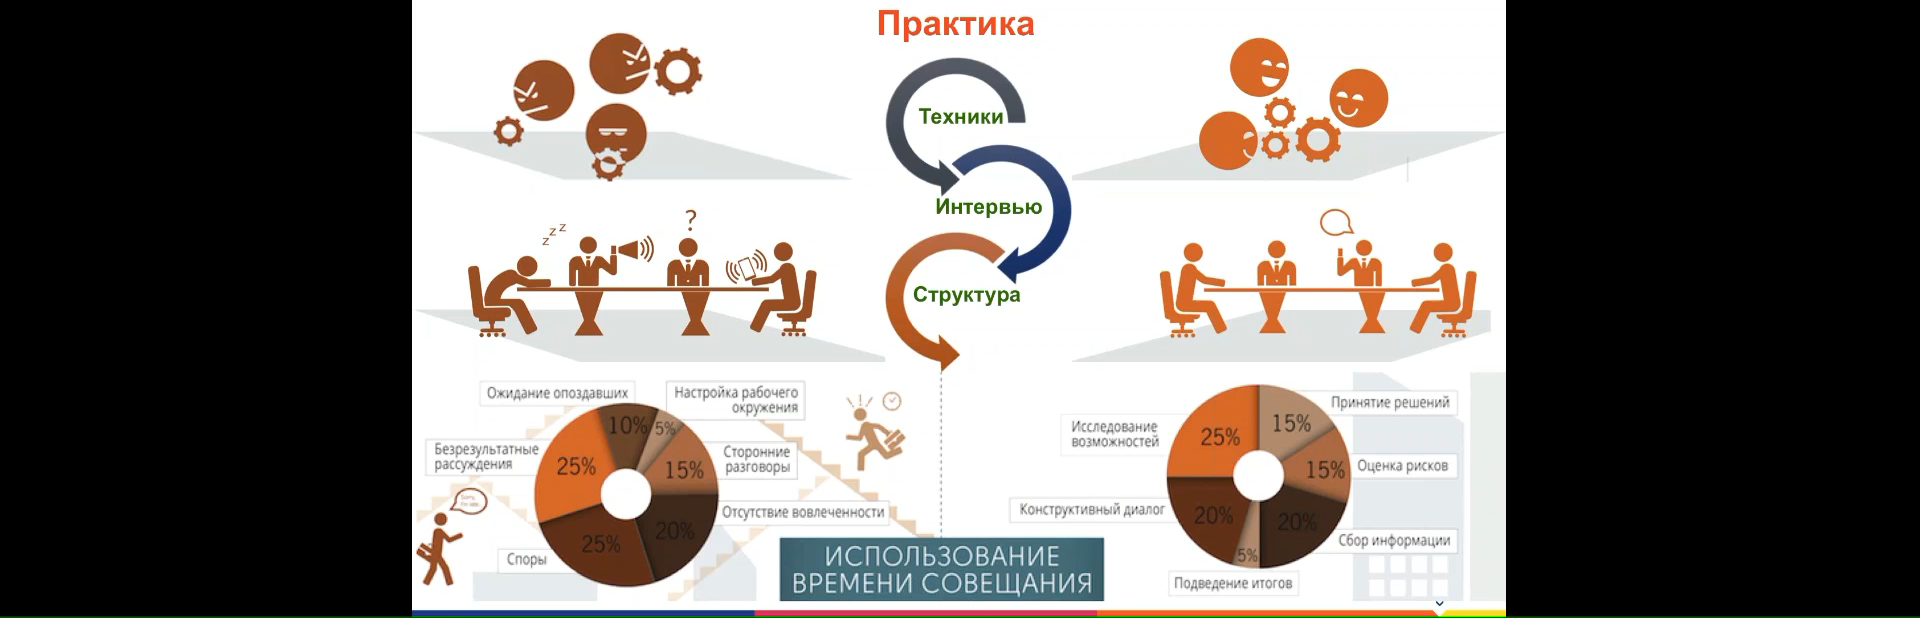 Практика
Техники
Интервью
Структура
z z z
?
Ожидание опоздавших
Настройка рабочего
окружения
Безрезультатные
рассуждения
Сторонние
разговоры
Отсутствие вовлеченности
Споры
10%
5%
15%
20%
25%
25%
ИСПОЛЬЗОВАНИЕ
ВРЕМЕНИ СОВЕЩАНИЯ
Принятие решений
Исследование
возможностей
Оценка рисков
Конструктивный диалог
Сбор информации
Подведение итогов
15%
15%
20%
5%
20%
25%